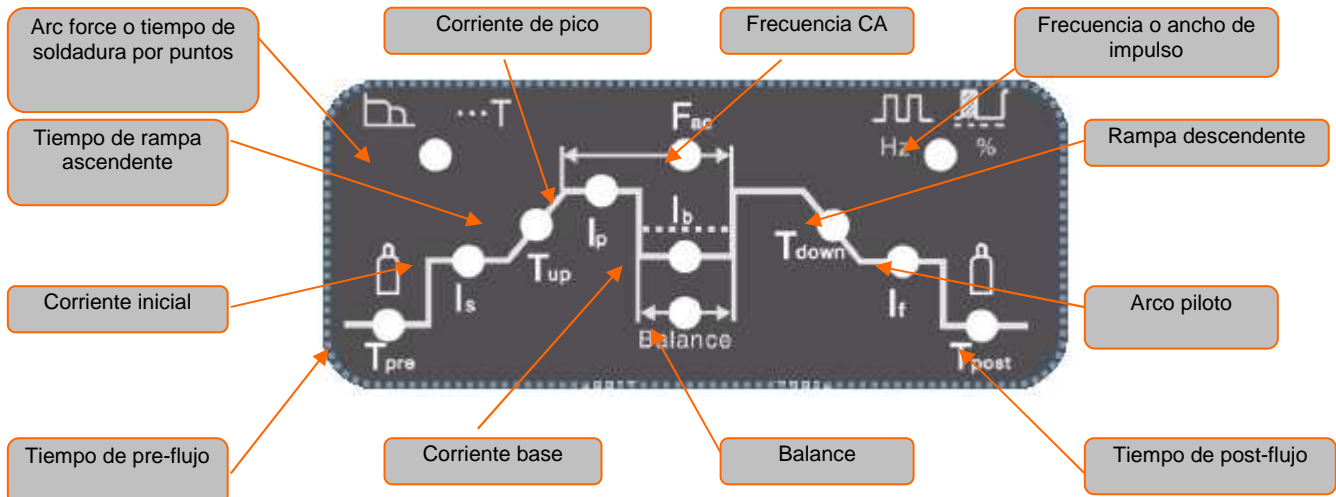 Arc force o tiempo de
soldadura por puntos
Corriente de pico
Frecuencia CA
Frecuencia o ancho de
impulso
Tiempo de rampa
ascendente
Rampa descendente
Corriente inicial
Arco piloto
Tiempo de pre-flujo
Corriente base
Balance
Tiempo de post-flujo
...T
Fac
Hz
%
Ip
Ib
Tup
Tdown
Is
If
Balance
Tpre
Tpost